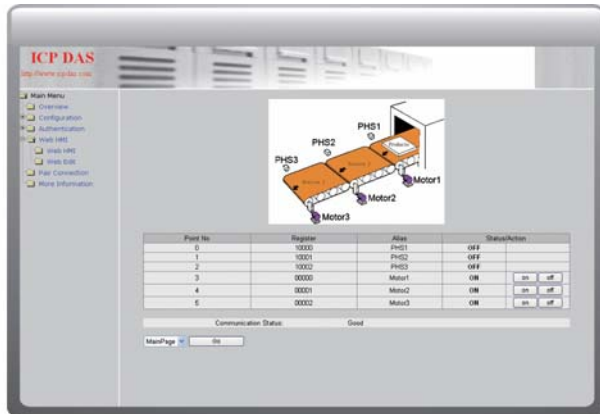 ICP DAS
http://www.icpdas.com
Main Menu
Overview
Configuration
Authentication
Web HMI
Web HMI
Web Edit
Pair Connection
More Information
PHS1
PHS2
PHS3
Products
Motor1
Motor2
Motor3
Point No. Register Alias Status/Action
0 10000 PHS1 OFF
1 10001 PHS2 OFF
2 10002 PHS3 OFF
3 00000 Motor1 ON on off
4 00001 Motor2 ON on off
5 00002 Motor3 ON on off
Communication Status: Good
MainPage Go